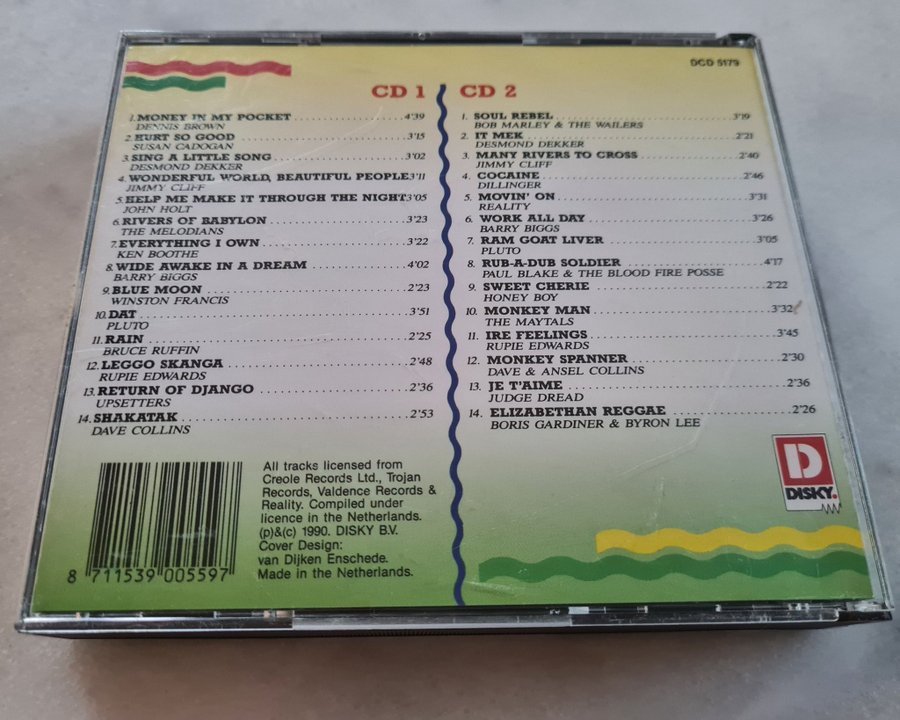 DCD 5179
CD 1
1. MONEY IN MY POCKET 4'39
DENNIS BROWN
2. HURT SO GOOD 3'15
SUSAN CADOGAN
3. SING A LITTLE SONG 3'02
DESMOND DEKKER
4. WONDERFUL WORLD, BEAUTIFUL PEOPLE 3'11
JIMMY CLIFF
5. HELP ME MAKE IT THROUGH THE NIGHT 3'05
JOHN HOLT
6. RIVERS OF BABYLON 3'23
THE MELODIANS
7. EVERYTHING I OWN 3'22
KEN BOOTHE
8. WIDE AWAKE IN A DREAM 4'02
BARRY BIGGS
9. BLUE MOON 2'23
WINSTON FRANCIS
10. DAT 3'51
PLUTO
11. RAIN 2'25
BRUCE RUFFIN
12. LEGGO SKANGA 2'48
RUPIE EDWARDS
13. RETURN OF DJANGO 2'36
UPSETTERS
14. SHAKATAK 2'53
DAVE COLLINS
CD 2
1. SOUL REBEL 3'19
BOB MARLEY & THE WAILERS
2. IT MEK 2'21
DESMOND DEKKER
3. MANY RIVERS TO CROSS 2'40
JIMMY CLIFF
4. COCAINE 2'46
DILLINGER
5. MOVIN' ON 3'31
REALITY
6. WORK ALL DAY 3'26
BARRY BIGGS
7. RAM GOAT LIVER 3'05
PLUTO
8. RUB-A-DUB SOLDIER 4'17
PAUL BLAKE & THE BLOOD FIRE POSSE
9. SWEET CHERIE 2'22
HONEY BOY
10. MONKEY MAN 3'32
THE MAYTALS
11. IRE FEELINGS 3'45
RUPIE EDWARDS
12. MONKEY SPANNER 2'30
DAVE & ANSEL COLLINS
13. JE T'AIME 2'36
JUDGE DREAD
14. ELIZABETHAN REGGAE 2'26
BORIS GARDINER & BYRON LEE
All tracks licensed from
Creole Records Ltd., Trojan
Records, Valdence Records &
Reality. Compiled under
licence in the Netherlands.
(p)&(c) 1990. DISKY B.V.
Cover Design:
van Dijken Enschede.
Made in the Netherlands.
8 711539 005597
D
DISKY.